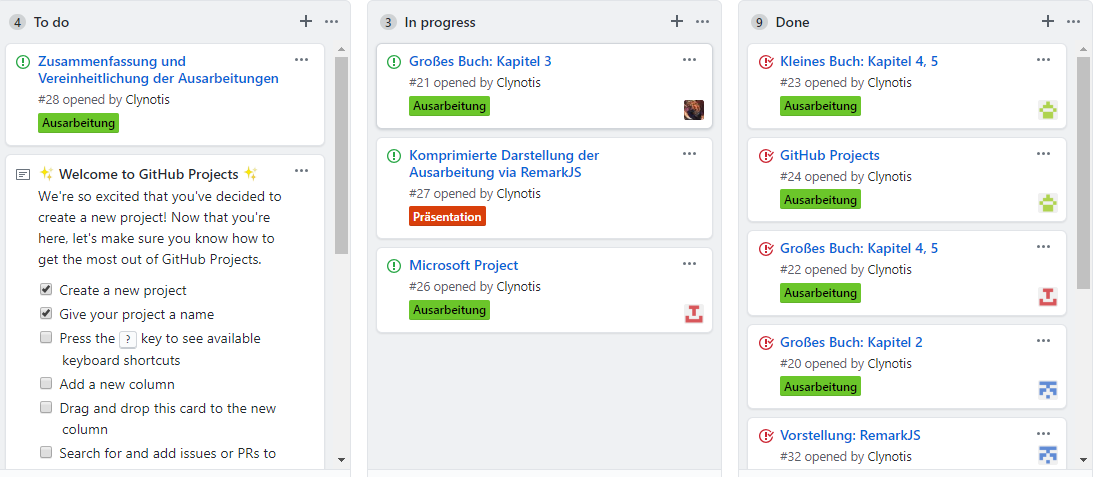 4 To do
Zusammenfassung und
Vereinheitlichung der Ausarbeitungen
#28 opened by Clynotis
Ausarbeitung
✨ Welcome to GitHub Projects ✨
We're so excited that you've decided to
create a new project! Now that you're
here, let's make sure you know how to
get the most out of GitHub Projects.
Create a new project
Give your project a name
Press the ? key to see available
keyboard shortcuts
Add a new column
Drag and drop this card to the new
column
Search for and add issues or PRs to
3 In progress
Großes Buch: Kapitel 3
#21 opened by Clynotis
Ausarbeitung
Komprimierte Darstellung der
Ausarbeitung via RemarkJS
#27 opened by Clynotis
Präsentation
Microsoft Project
#26 opened by Clynotis
Ausarbeitung
9 Done
Kleines Buch: Kapitel 4, 5
#23 opened by Clynotis
Ausarbeitung
GitHub Projects
#24 opened by Clynotis
Ausarbeitung
Großes Buch: Kapitel 4, 5
#22 opened by Clynotis
Ausarbeitung
Großes Buch: Kapitel 2
#20 opened by Clynotis
Ausarbeitung
Vorstellung: RemarkJS
#32 opened by Clynotis